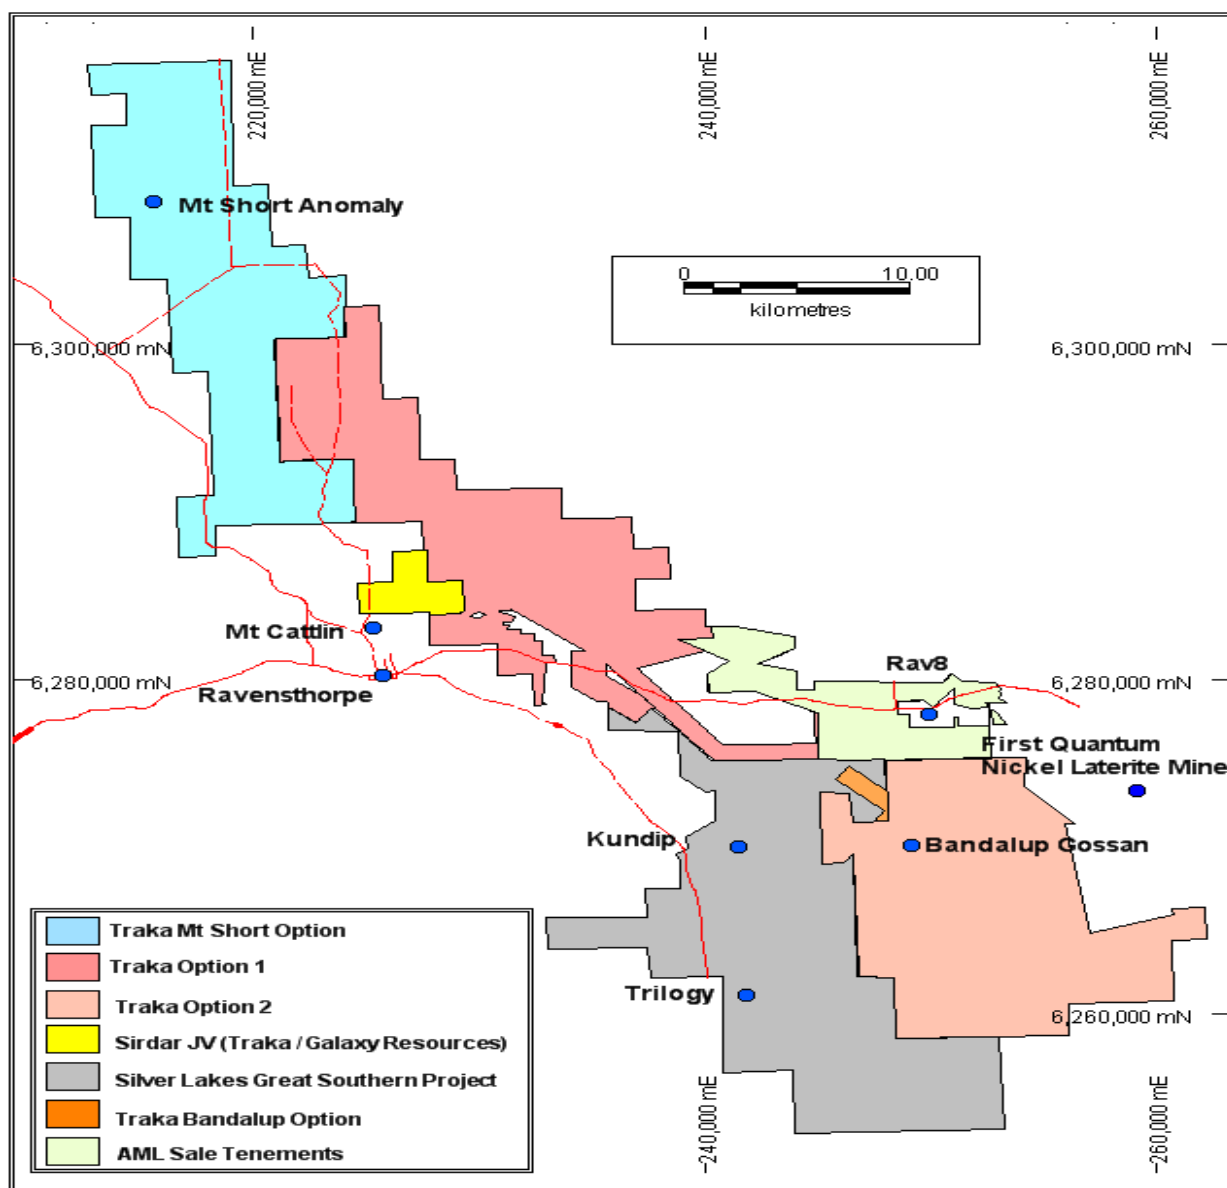 220,000 mE
240,000 mE
260,000 mE
Mt Short Anomaly
0 10.00
kilometres
6,300,000 mN
6,300,000 mN
Mt Cattlin
Rav8
6,280,000 mN
Ravensthorpe
6,280,000 mN
First Quantum
Nickel Laterite Mine
Kundip
Bandalup Gossan
Trilogy
6,260,000 mN
240,000 mE
260,000 mE
Traka Mt Short Option
Traka Option 1
Traka Option 2
Sirdar JV (Traka / Galaxy Resources)
Silver Lakes Great Southern Project
Traka Bandalup Option
AML Sale Tenements